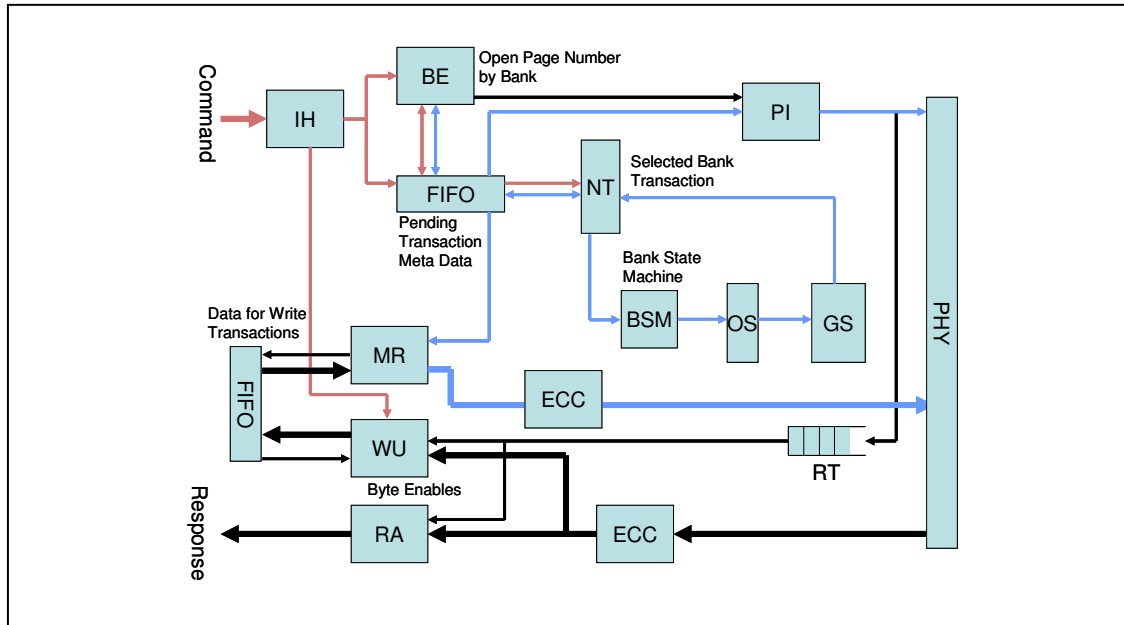 Command
IH
BE
Open Page Number
by Bank
PI
FIFO
Pending
Transaction
Meta Data
NT
Selected Bank
Transaction
Bank State
Machine
BSM
OS
GS
PHY
Data for Write
Transactions
FIFO
MR
ECC
WU
Byte Enables
RT
Response
RA
ECC